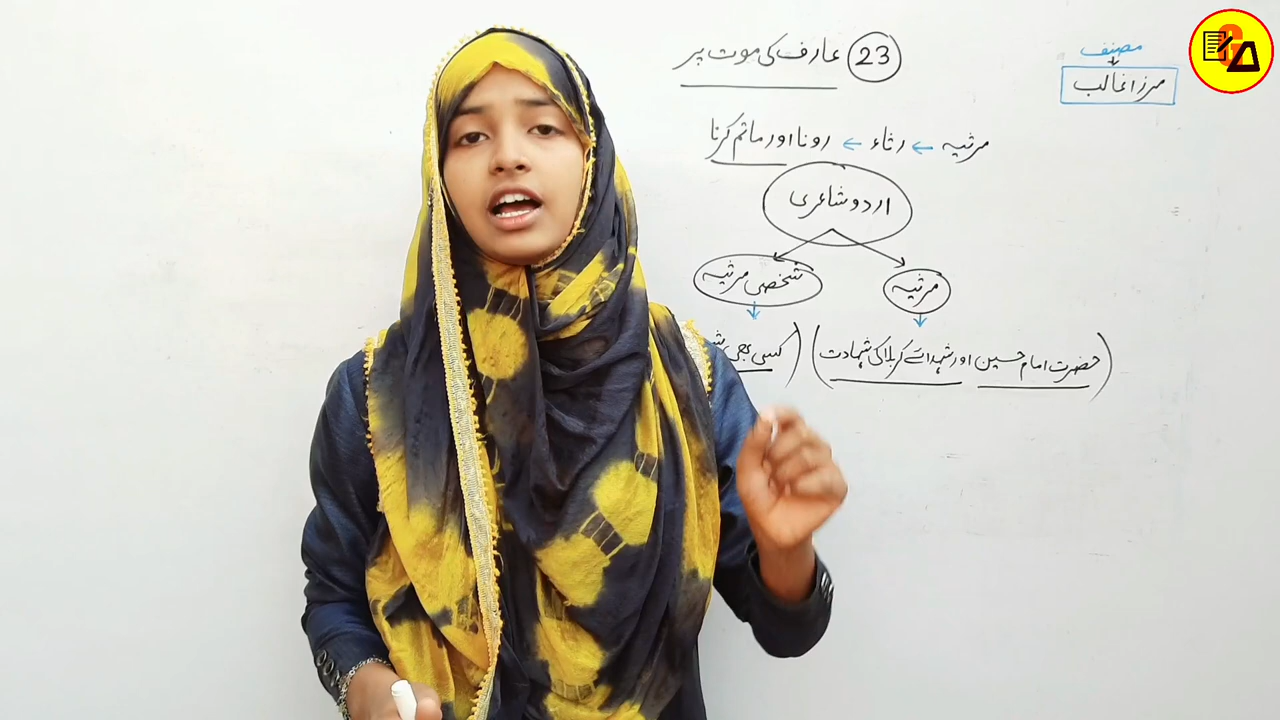 مصنف
مرزا غالب
23 عارف کی موت پر
مرثیہ ← رثاء ← رونا اور ماتم کرنا
اردو شاعری
مرثیہ
شخصی مرثیہ
(حضرت امام حسین اور شہدائے کربلا کی شہادت)
(کسی بھی